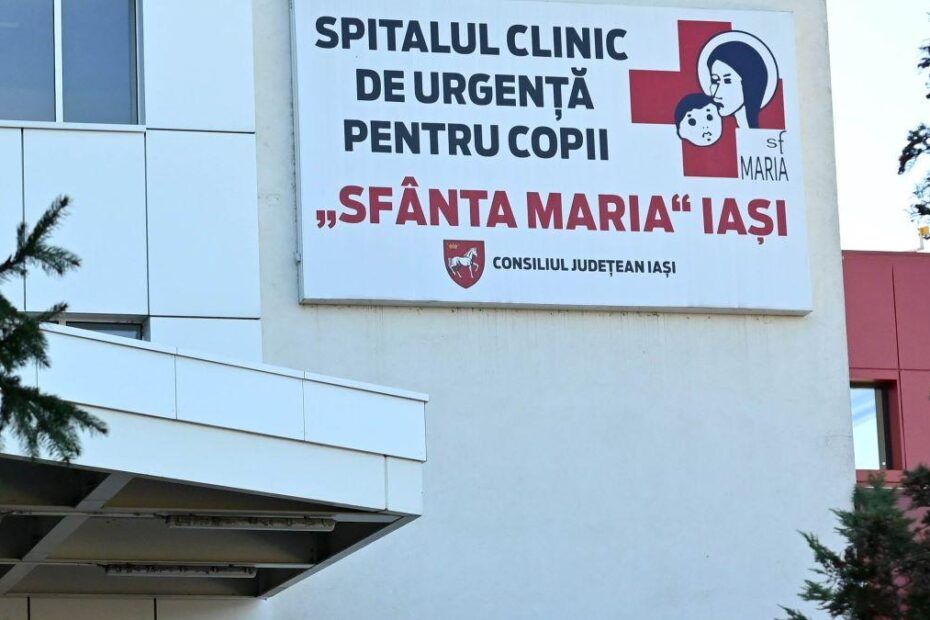 SPITALUL CLINIC
DE URGENȚĂ
PENTRU COPII
„SFÂNTA MARIA“ IAȘI
sf
MARIA
CONSILIUL JUDEȚEAN IAȘI